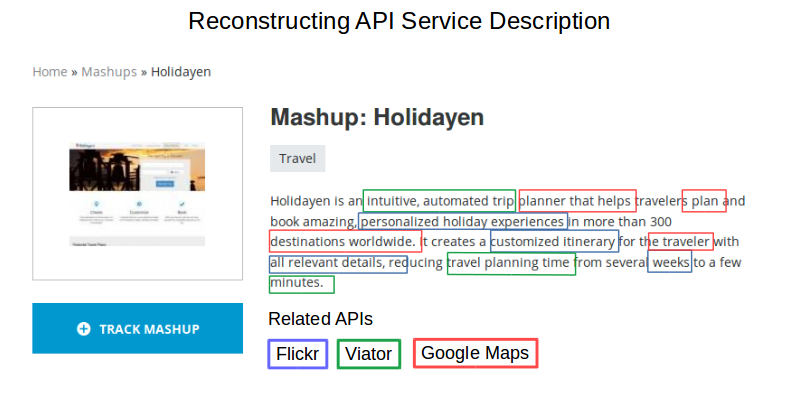 Reconstructing API Service Description
Home » Mashups » Holidayen
Mashup: Holidayen
Travel
Holidayen is an intuitive, automated trip planner that helps travelers plan and
book amazing, personalized holiday experiences in more than 300
destinations worldwide. It creates a customized itinerary for the traveler with
all relevant details, reducing travel planning time from several weeks to a few
minutes.
TRACK MASHUP
Related APIs
Flickr Viator Google Maps